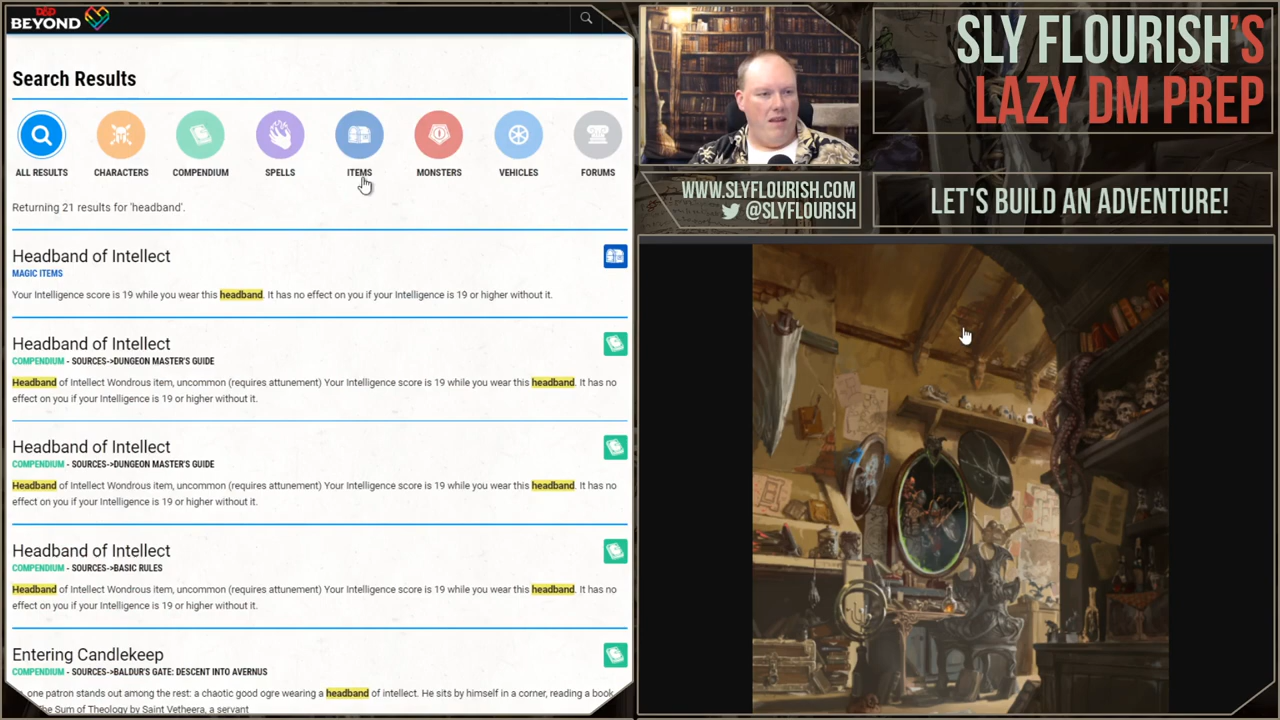 D&D
BEYOND
Search Results
ALL RESULTS
CHARACTERS
COMPENDIUM
SPELLS
ITEMS
MONSTERS
VEHICLES
FORUMS
Returning 21 results for 'headband'.
Headband of Intellect
MAGIC ITEMS
Your Intelligence score is 19 while you wear this headband. It has no effect on you if your Intelligence is 19 or higher without it.
Headband of Intellect
COMPENDIUM - SOURCES->DUNGEON MASTER'S GUIDE
Headband of Intellect Wondrous item, uncommon (requires attunement) Your Intelligence score is 19 while you wear this headband. It has no
effect on you if your Intelligence is 19 or higher without it.
Headband of Intellect
COMPENDIUM - SOURCES->DUNGEON MASTER'S GUIDE
Headband of Intellect Wondrous item, uncommon (requires attunement) Your Intelligence score is 19 while you wear this headband. It has no
effect on you if your Intelligence is 19 or higher without it.
Headband of Intellect
COMPENDIUM - SOURCES->BASIC RULES
Headband of Intellect Wondrous item, uncommon (requires attunement) Your Intelligence score is 19 while you wear this headband. It has no
effect on you if your Intelligence is 19 or higher without it.
Entering Candlekeep
COMPENDIUM - SOURCES->BALDUR'S GATE: DESCENT INTO AVERNUS
one patron stands out among the rest: a chaotic good ogre wearing a headband of intellect. He sits by himself in a corner, reading a book
The Sum of Theology by Saint Vetheera, a servant
SLY FLOURISH'S
LAZY DM PREP
WWW.SLYFLOURISH.COM
@SLYFLOURISH
LET'S BUILD AN ADVENTURE!